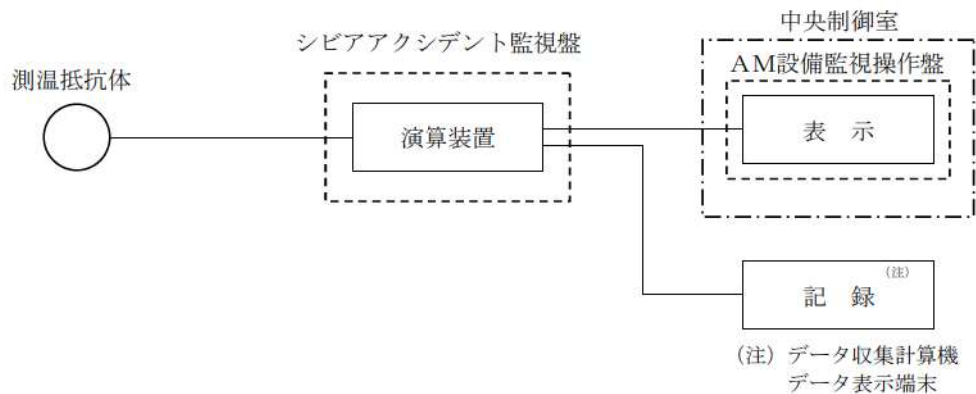 中央制御室
シビアアクシデント監視盤
AM設備監視操作盤
測温抵抗体
演算装置
表 示
記 録 (注)
(注) データ収集計算機
データ表示端末